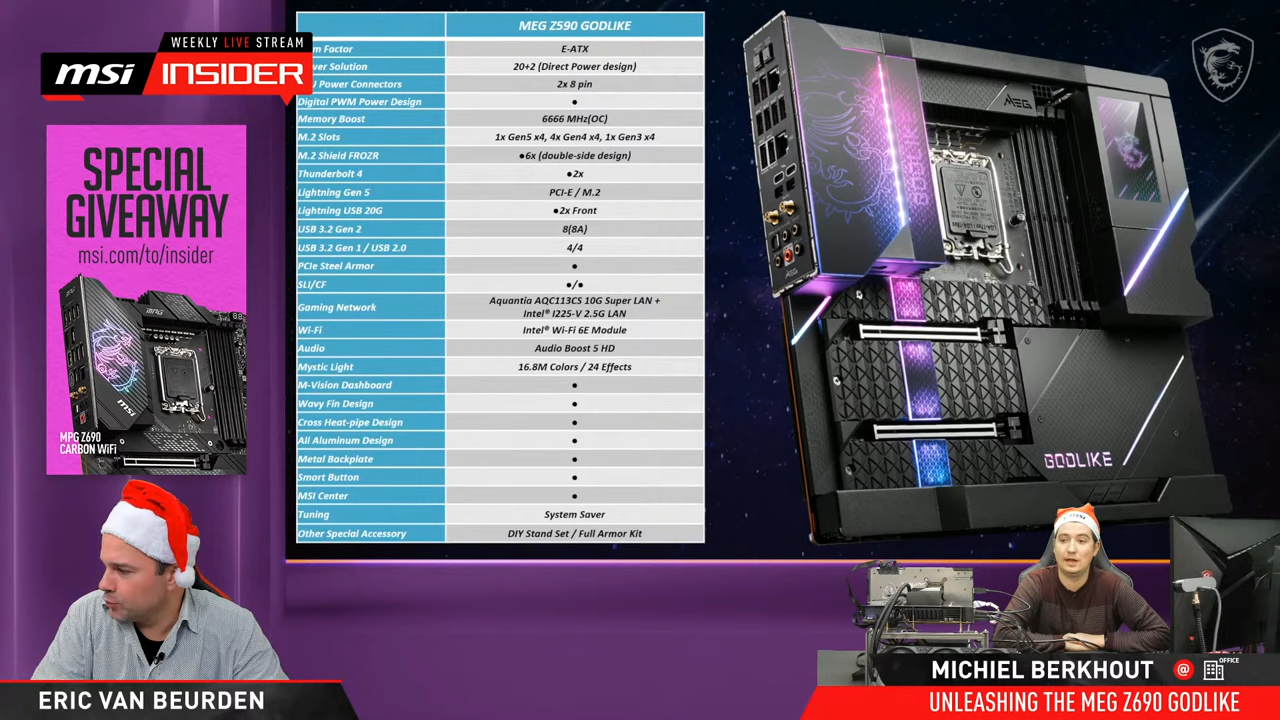 WEEKLY LIVE STREAM
msi INSIDER
SPECIAL
GIVEAWAY
msi.com/to/insider
MPG
msi
MPG Z690
CARBON WiFi
MEG Z590 GODLIKE
Factor E-ATX
Solution 20+2 (Direct Power design)
Power Connectors 2x 8 pin
Digital PWM Power Design ●
Memory Boost 6666 MHz(OC)
M.2 Slots 1x Gen5 x4, 4x Gen4 x4, 1x Gen3 x4
M.2 Shield FROZR ●6x (double-side design)
Thunderbolt 4 ●2x
Lightning Gen 5 PCI-E / M.2
Lightning USB 20G ●2x Front
USB 3.2 Gen 2 8(8A)
USB 3.2 Gen 1 / USB 2.0 4/4
PCIe Steel Armor ●
SLI/CF ●/●
Gaming Network Aquantia AQC113CS 10G Super LAN +
Intel® I225-V 2.5G LAN
Wi-Fi Intel® Wi-Fi 6E Module
Audio Audio Boost 5 HD
Mystic Light 16.8M Colors / 24 Effects
M-Vision Dashboard ●
Wavy Fin Design ●
Cross Heat-pipe Design ●
All Aluminum Design ●
Metal Backplate ●
Smart Button ●
MSI Center ●
Tuning System Saver
Other Special Accessory DIY Stand Set / Full Armor Kit
MEG
GODLIKE
msi
ERIC VAN BEURDEN
MICHIEL BERKHOUT @ OFFICE
UNLEASHING THE MEG Z690 GODLIKE